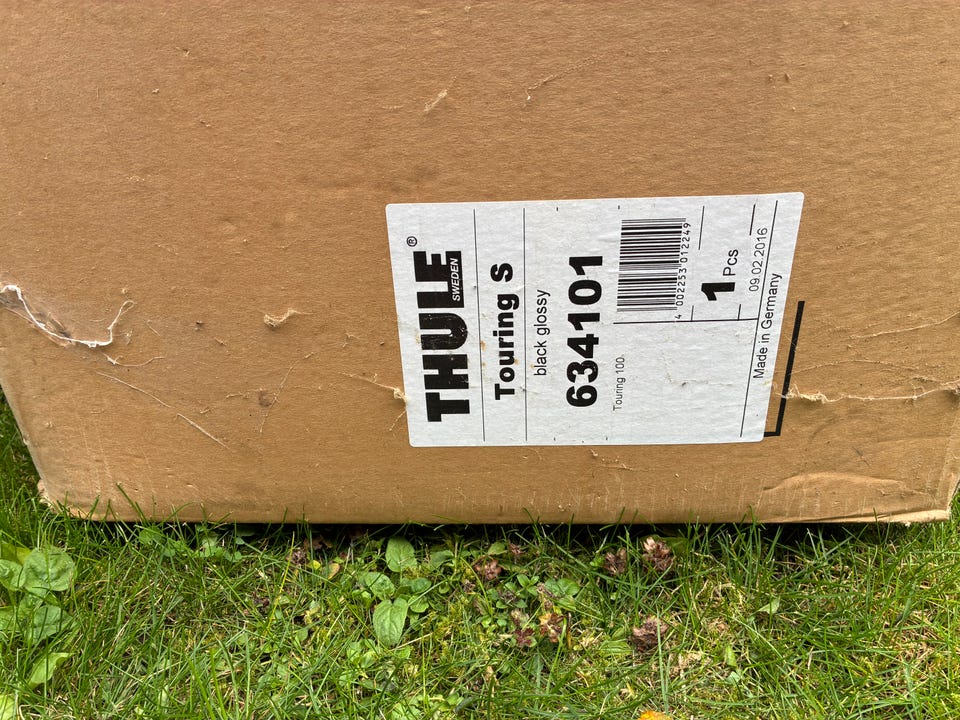 THULE®
SWEDEN
Touring S
black glossy
634101
Touring 100
4 002253 012249
1 Pcs
09.02.2016
Made in Germany